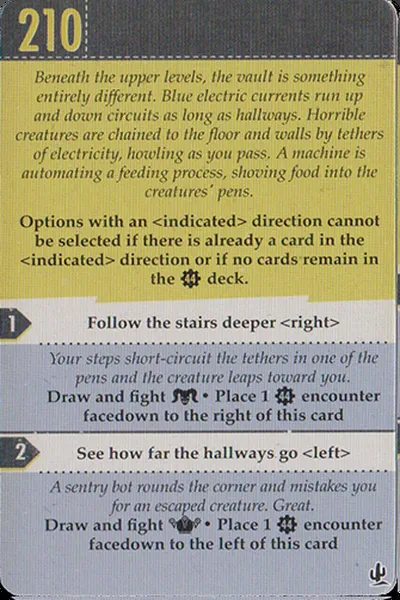 210
Beneath the upper levels, the vault is something
entirely different. Blue electric currents run up
and down circuits as long as hallways. Horrible
creatures are chained to the floor and walls by tethers
of electricity, howling as you pass. A machine is
automating a feeding process, shoving food into the
creatures' pens.
Options with an <indicated> direction cannot
be selected if there is already a card in the
<indicated> direction or if no cards remain in
the 44 deck.
1
Follow the stairs deeper <right>
Your steps short-circuit the tethers in one of the
pens and the creature leaps toward you.
Draw and fight • Place 1 44 encounter
facedown to the right of this card
2
See how far the hallways go <left>
A sentry bot rounds the corner and mistakes you
for an escaped creature. Great.
Draw and fight • Place 1 44 encounter
facedown to the left of this card